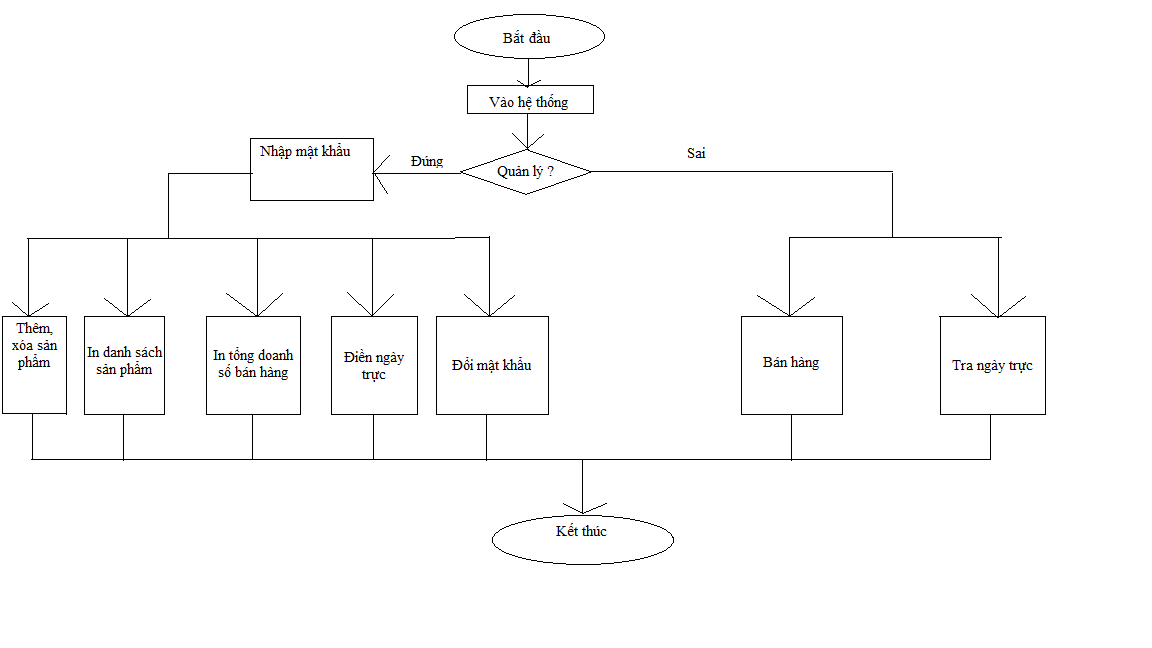 Bắt đầu
Vào hệ thống
Nhập mật khẩu
Đúng
Quản lý ?
Sai
Thêm,
xóa sản
phẩm
In danh sách
sản phẩm
In tổng doanh
số bán hàng
Điền ngày
trực
Đổi mật khẩu
Bán hàng
Tra ngày trực
Kết thúc